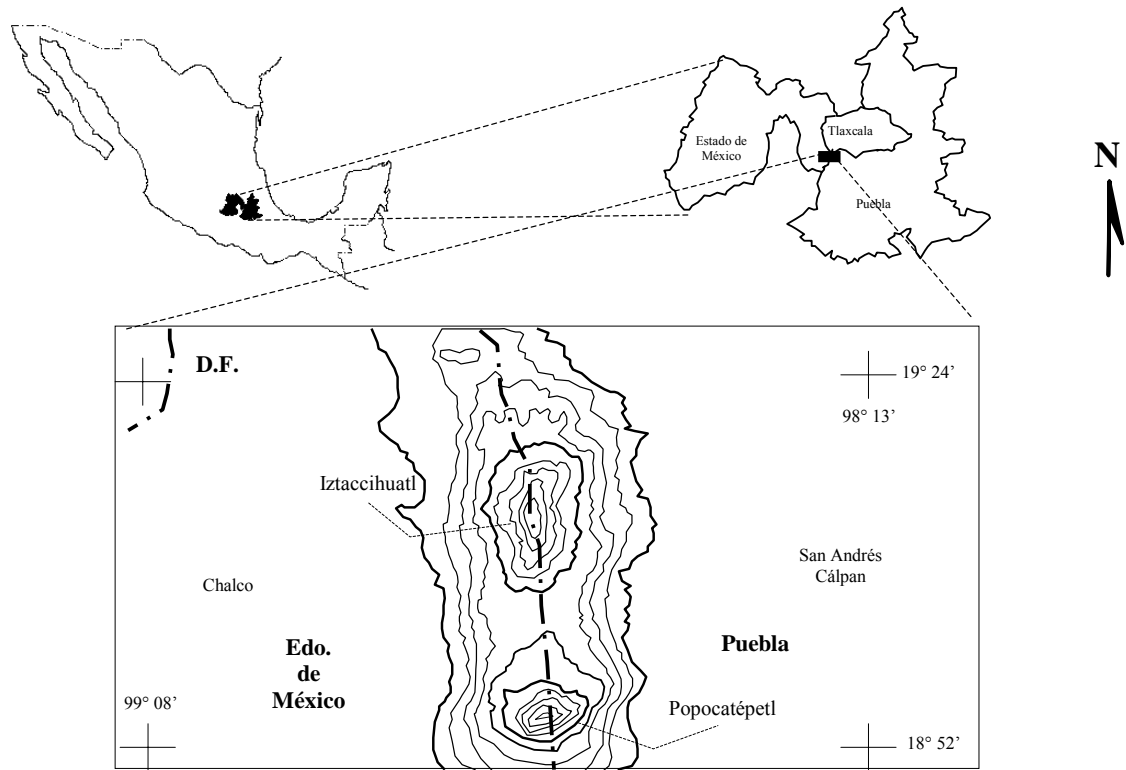 Estado de
México
Tlaxcala
Puebla
N
D.F.
19° 24’
98° 13’
Iztaccihuatl
San Andrés
Cálpan
Chalco
Edo.
de
México
Puebla
99° 08’
Popocatépetl
18° 52’